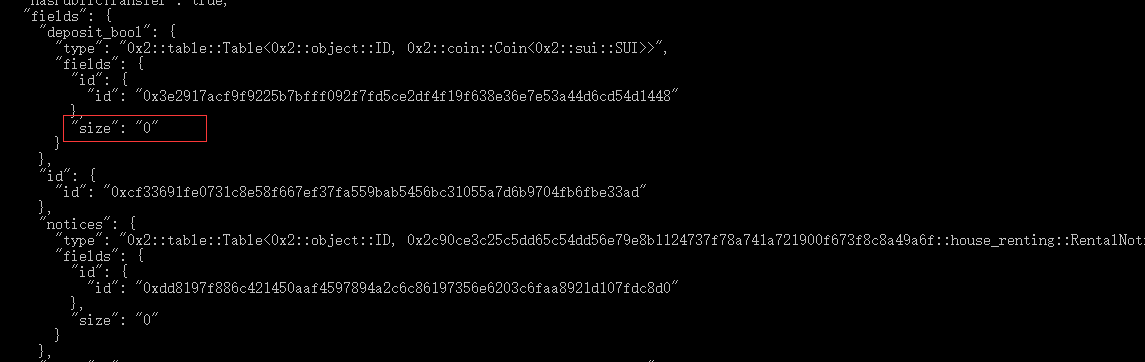 "hasPublicTransfer": true,
"fields": {
"deposit_bool": {
"type": "0x2::table::Table<0x2::object::ID, 0x2::coin::Coin<0x2::sui::SUI>>",
"fields": {
"id": {
"id": "0x3e2917acf9f9225b7bfff092f7fd5ce2df4f19f638e36e7e53a44d6cd54d1448"
},
"size": "0"
}
},
"id": {
"id": "0xcf33691fe0731c8e58f667ef37fa559bab5456bc31055a7d6b9704fb6fbe33ad"
},
"notices": {
"type": "0x2::table::Table<0x2::object::ID, 0x2c90ce3c25c5dd65c54dd56e79e8b1124737f78a741a721900f673f8c8a49a6f::house_renting::RentalNoti
"fields": {
"id": {
"id": "0xdd8197f886c421450aaf4597894a2c6c86197356e6203c6faa8921d107fdc8d0"
},
"size": "0"
}
},